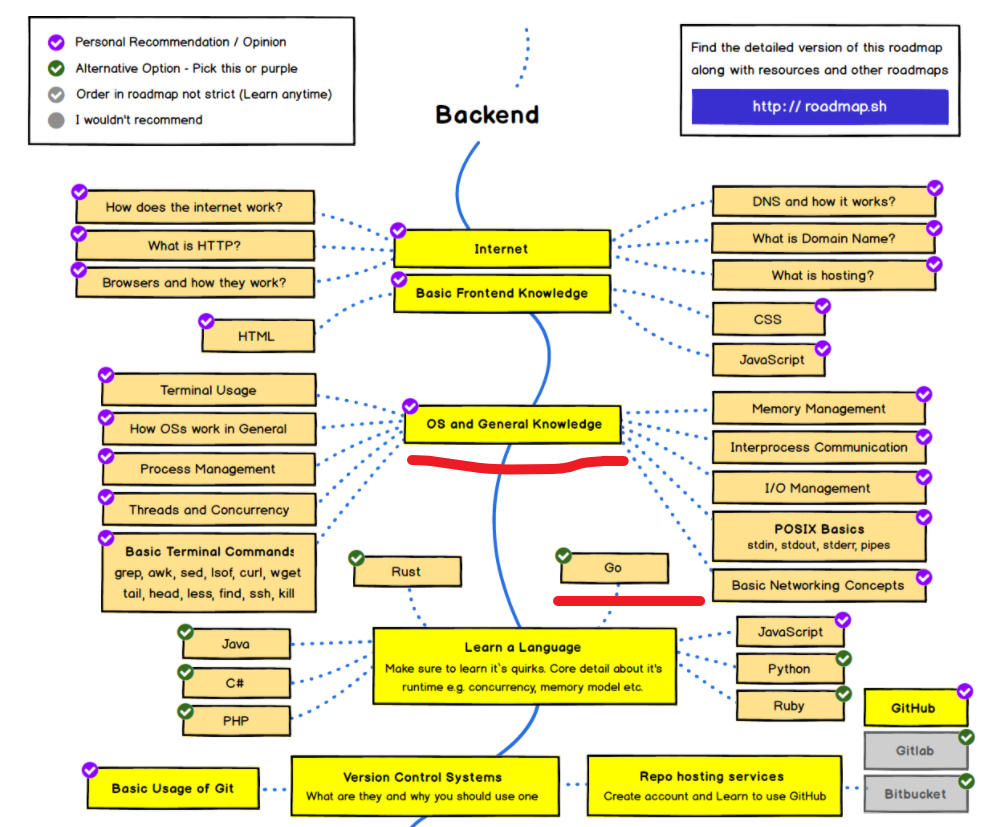 Personal Recommendation / Opinion
Alternative Option - Pick this or purple
Order in roadmap not strict (Learn anytime)
I wouldn't recommend
Find the detailed version of this roadmap
along with resources and other roadmaps
http:// roadmap.sh
Backend
How does the internet work?
What is HTTP?
Browsers and how they work?
Internet
DNS and how it works?
What is Domain Name?
What is hosting?
Basic Frontend Knowledge
HTML
CSS
JavaScript
Terminal Usage
How OSs work in General
Process Management
Threads and Concurrency
Basic Terminal Commands
grep, awk, sed, lsof, curl, wget
tail, head, less, find, ssh, kill
OS and General Knowledge
Memory Management
Interprocess Communication
I/O Management
POSIX Basics
stdin, stdout, stderr, pipes
Basic Networking Concepts
Rust
Go
Java
C#
PHP
Learn a Language
Make sure to learn it`s quirks. Core detail about it's
runtime e.g. concurrency, memory model etc.
JavaScript
Python
Ruby
GitHub
Gitlab
Bitbucket
Basic Usage of Git
Version Control Systems
What are they and why you should use one
Repo hosting services
Create account and Learn to use GitHub